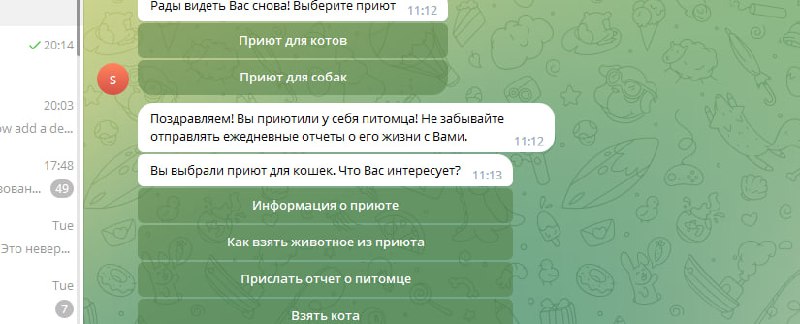 Рады видеть Вас снова! Выберите приют 11:12
Приют для котов
20:14
Приют для собак
S
20:03
Поздравляем! Вы приютили у себя питомца! Не забывайте
ow add a de...
отправлять ежедневные отчеты о его жизни с Вами. 11:12
17:48
Вы выбрали приют для кошек. Что Вас интересует? 11:13
зован... 49
Информация о приюте
Tue
Как взять животное из приюта
Это невер...
Прислать отчет о питомце
Tue
7
Взять кота